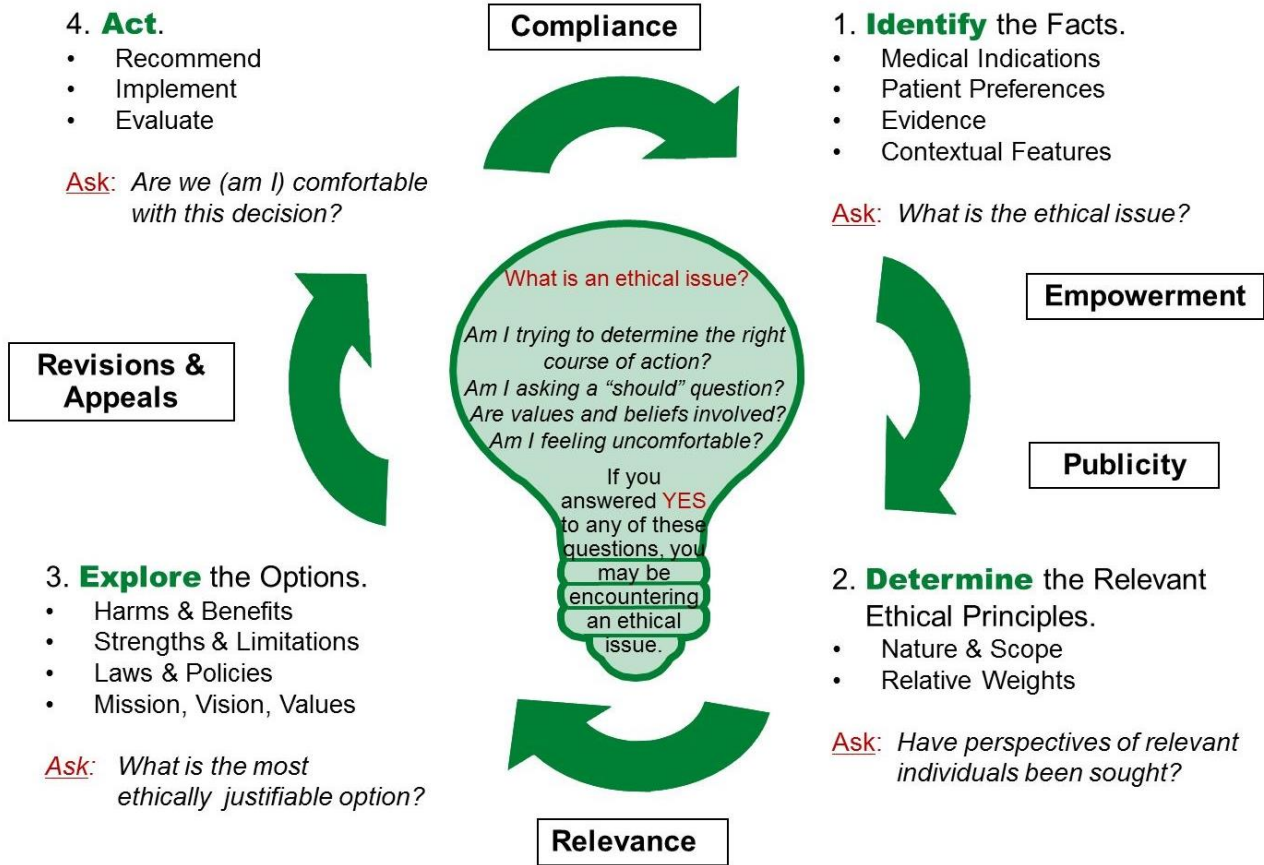 4. Act.
• Recommend
• Implement
• Evaluate
Ask: Are we (am I) comfortable
with this decision?
Compliance
1. Identify the Facts.
• Medical Indications
• Patient Preferences
• Evidence
• Contextual Features
Ask: What is the ethical issue?
What is an ethical issue?
Am I trying to determine the right
course of action?
Am I asking a “should” question?
Are values and beliefs involved?
Am I feeling uncomfortable?
If you
answered YES
to any of these
questions, you
may be
encountering
an ethical
issue.
Empowerment
Publicity
Revisions &
Appeals
3. Explore the Options.
• Harms & Benefits
• Strengths & Limitations
• Laws & Policies
• Mission, Vision, Values
Ask: What is the most
ethically justifiable option?
2. Determine the Relevant
Ethical Principles.
• Nature & Scope
• Relative Weights
Ask: Have perspectives of relevant
individuals been sought?
Relevance